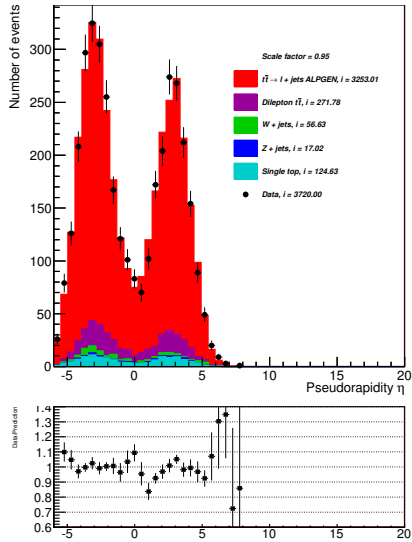 Number of events
300
250
200
150
100
50
0
Scale factor = 0.95
tt̄ → l + jets ALPGEN, i = 3253.01
Dilepton tt̄, i = 271.78
W + jets, i = 56.63
Z + jets, i = 17.02
Single top, i = 124.63
Data, i = 3720.00
-5 0 5 10 15 20
Pseudorapidity η
Data/Prediction
1.4
1.3
1.2
1.1
1
0.9
0.8
0.7
0.6
-5 0 5 10 15 20